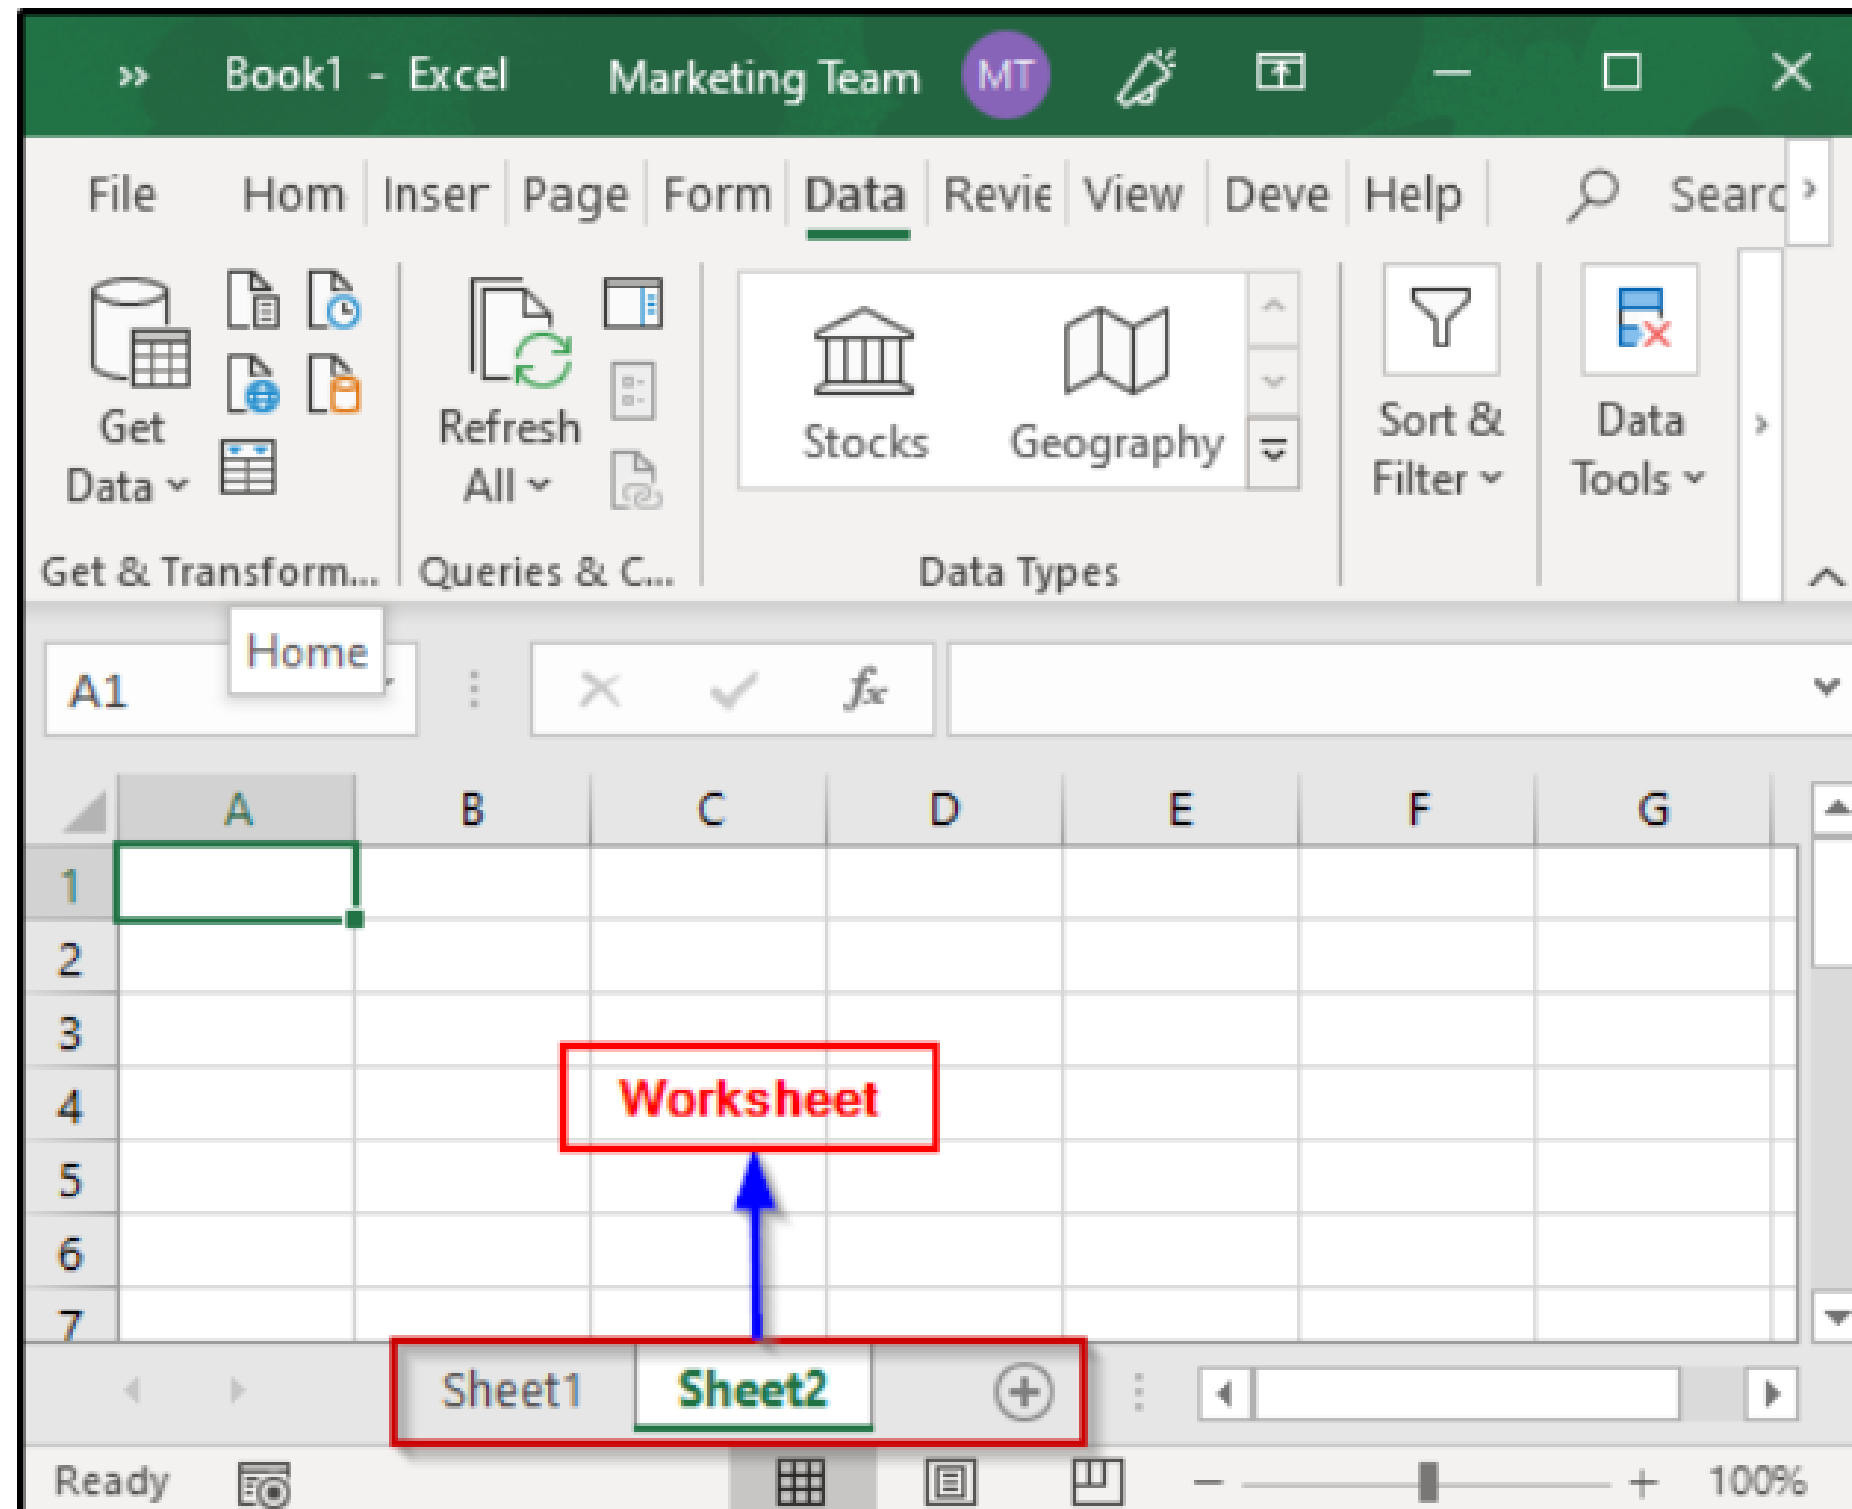 Book1 - Excel Marketing Team MT
File Hom Inser Page Form Data Revie View Deve Help Searc
Get Data
Refresh All
Stocks
Geography
Sort & Filter
Data Tools
Get & Transform... Queries & C... Data Types
Home
A1 fx
A B C D E F G
1
2
3
4 Worksheet
5
6
7
Sheet1 Sheet2
Ready 100%